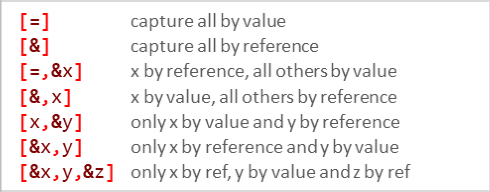 [=] capture all by value
[&] capture all by reference
[=,&x] x by reference, all others by value
[&,x] x by value, all others by reference
[x,&y] only x by value and y by reference
[&x,y] only x by reference and y by value
[&x,y,&z] only x by ref, y by value and z by ref